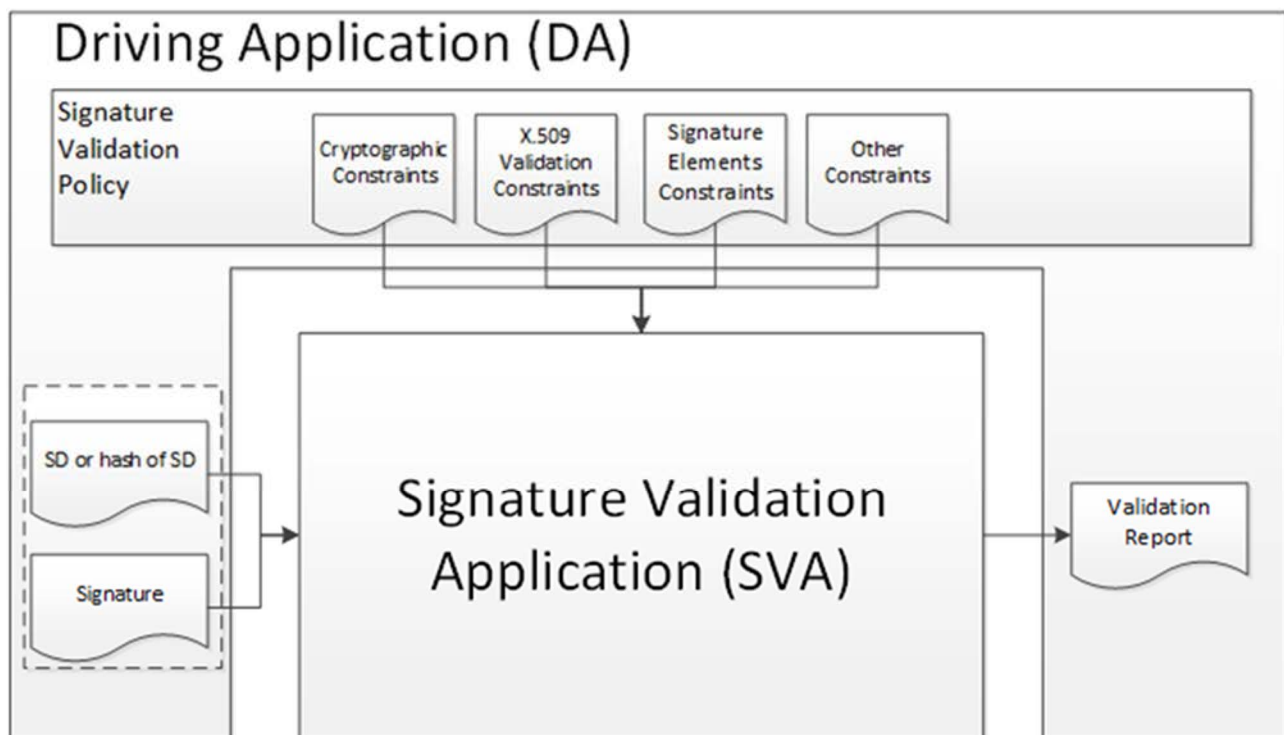 Driving Application (DA)
Signature
Validation
Policy
Cryptographic
Constraints
X.509
Validation
Constraints
Signature
Elements
Constraints
Other
Constraints
SD or hash of SD
Signature
Signature Validation
Application (SVA)
Validation
Report